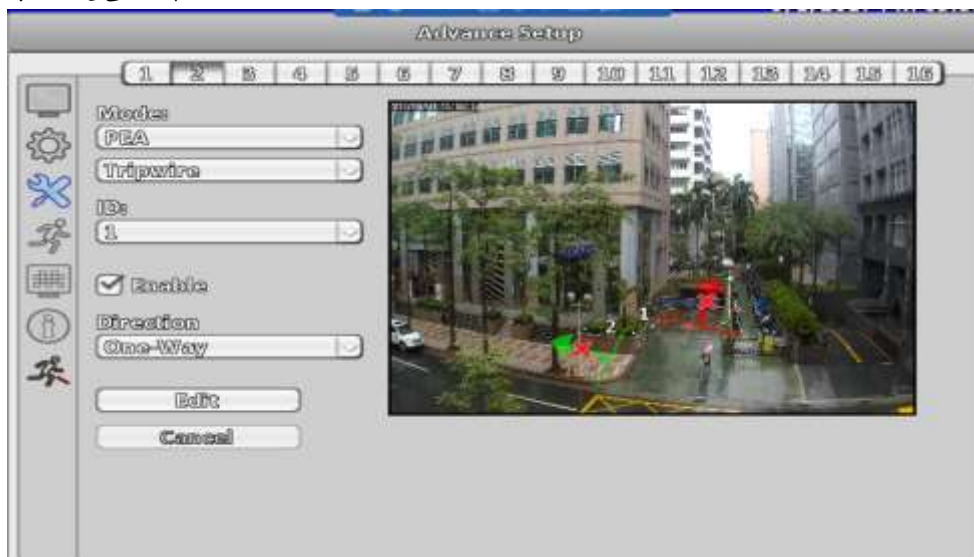 Advance Setup
1 2 3 4 5 6 7 8 9 10 11 12 13 14 15 16
Mode:
PEA
Tripwire
ID:
1
Enable
Direction
One-Way
Edit
Cancel
2 1